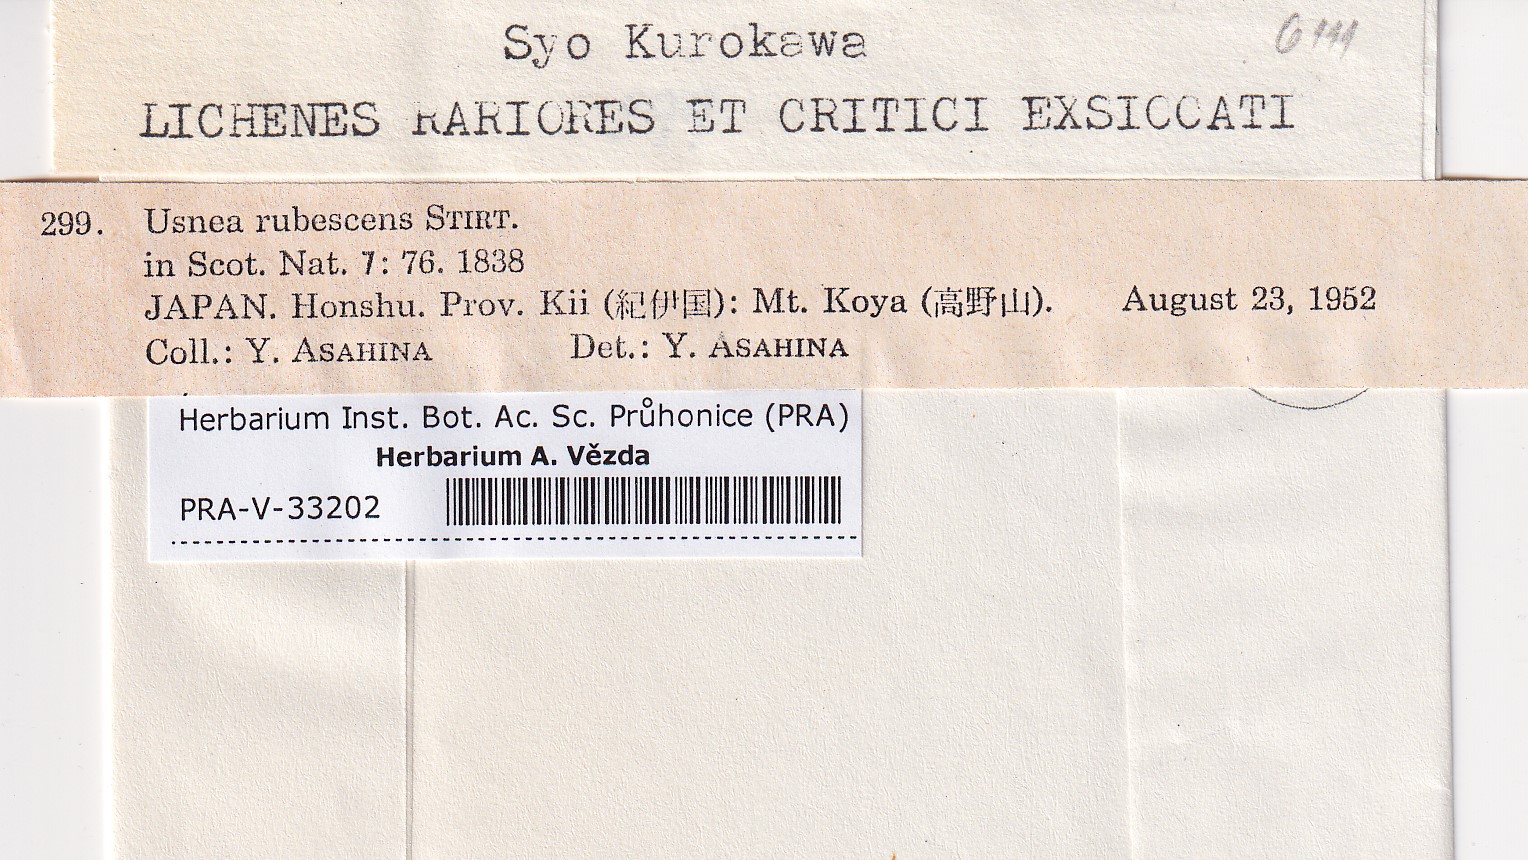 Syo Kurokawa
LICHENES RARIORES ET CRITICI EXSICCATI
299. Usnea rubescens STIRT.
in Scot. Nat. 7: 76. 1838
JAPAN. Honshu. Prov. Kii (紀伊国): Mt. Koya (高野山). August 23, 1952
Coll.: Y. ASAHINA Det.: Y. ASAHINA
Herbarium Inst. Bot. Ac. Sc. Průhonice (PRA)
Herbarium A. Vězda
PRA-V-33202